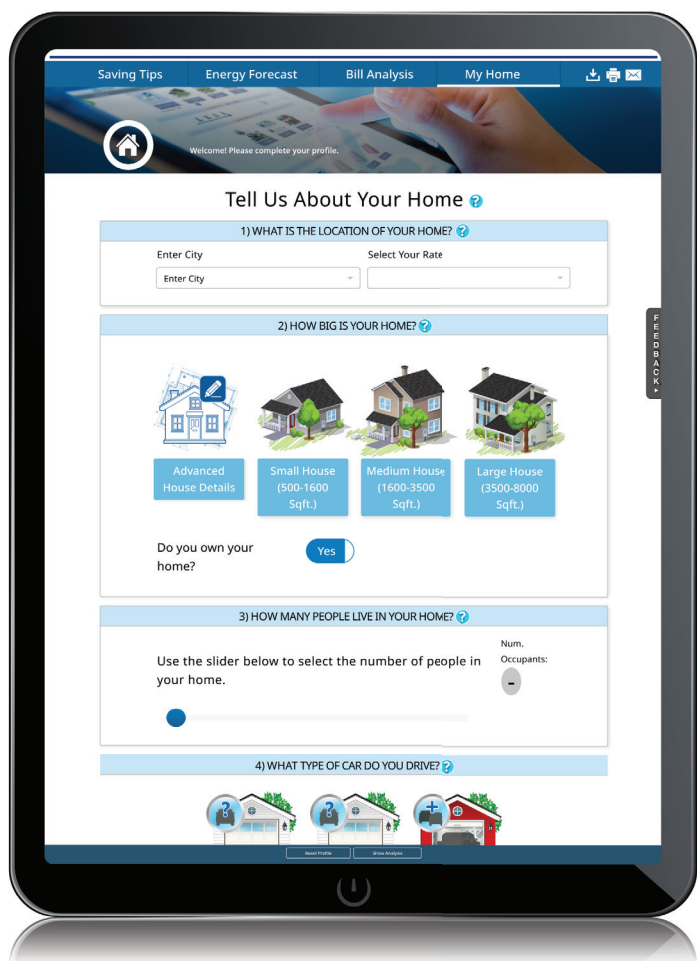 Saving Tips
Energy Forecast
Bill Analysis
My Home
Welcome! Please complete your profile.
Tell Us About Your Home ?
1) WHAT IS THE LOCATION OF YOUR HOME? ?
Enter City
Select Your Rate
Enter City
2) HOW BIG IS YOUR HOME? ?
Advanced
House Details
Small House
(500-1600
Sqft.)
Medium House
(1600-3500
Sqft.)
Large House
(3500-8000
Sqft.)
Do you own your
home?
Yes
3) HOW MANY PEOPLE LIVE IN YOUR HOME? ?
Use the slider below to select the number of people in
your home.
Num.
Occupants:
-
4) WHAT TYPE OF CAR DO YOU DRIVE? ?
?
?
+
Reset Profile
Show Analysis
FEEDBACK